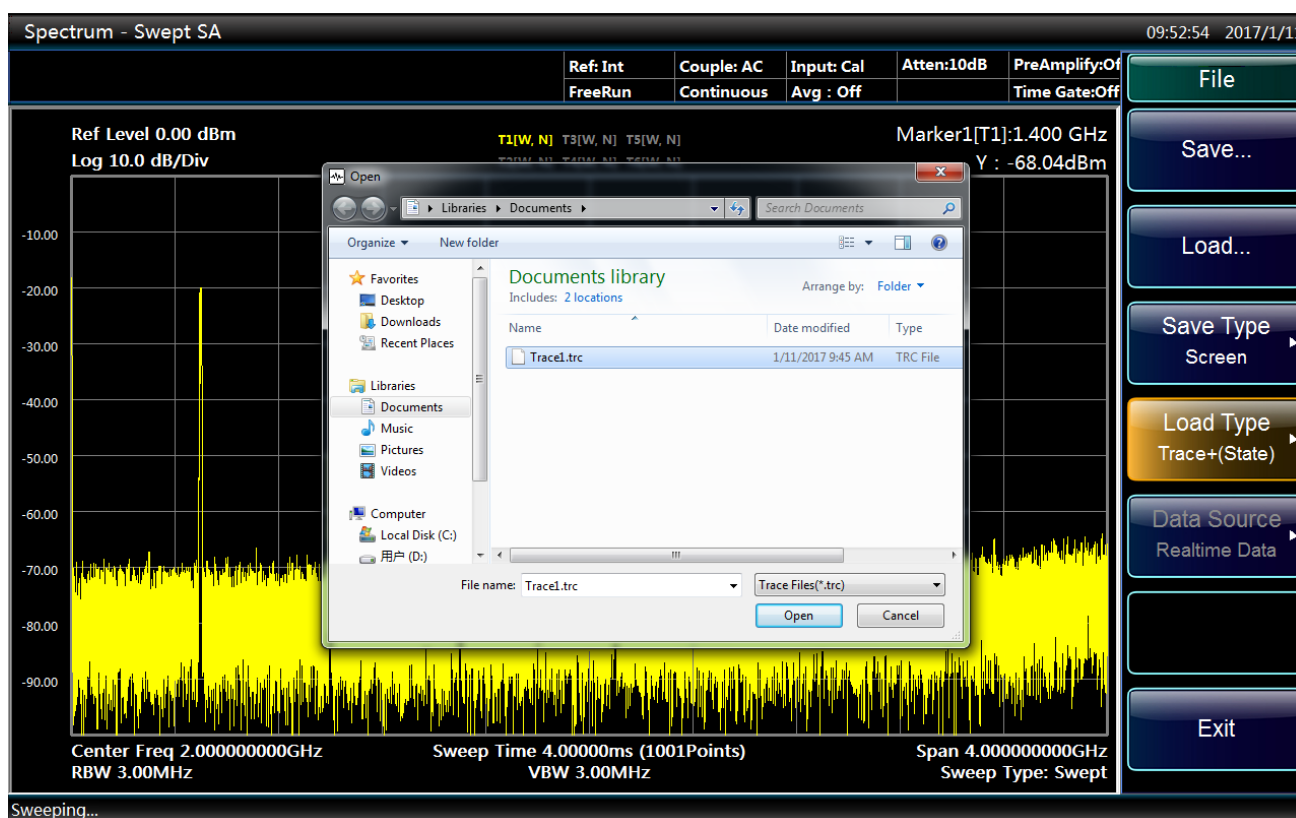 Spectrum - Swept SA
09:52:54 2017/1/11
Ref: Int
Couple: AC
Input: Cal
Atten:10dB
PreAmplify:Of
FreeRun
Continuous
Avg : Off
Time Gate:Off
File
Save...
Load...
Save Type
Screen
Load Type
Trace+(State)
Data Source
Realtime Data
Exit
Ref Level 0.00 dBm
Log 10.0 dB/Div
T1[W, N] T3[W, N] T5[W, N]
Marker1[T1]:1.400 GHz
Y : -68.04dBm
-10.00
-20.00
-30.00
-40.00
-50.00
-60.00
-70.00
-80.00
-90.00
Open
Libraries
Documents
Search Documents
Organize
New folder
Favorites
Desktop
Downloads
Recent Places
Libraries
Documents
Music
Pictures
Videos
Computer
Local Disk (C:)
用户 (D:)
Documents library
Includes: 2 locations
Arrange by: Folder
Name
Date modified
Type
Trace1.trc
1/11/2017 9:45 AM
TRC File
File name: Trace1.trc
Trace Files(*.trc)
Open
Cancel
Center Freq 2.000000000GHz
Sweep Time 4.00000ms (1001Points)
Span 4.000000000GHz
RBW 3.00MHz
VBW 3.00MHz
Sweep Type: Swept
Sweeping...